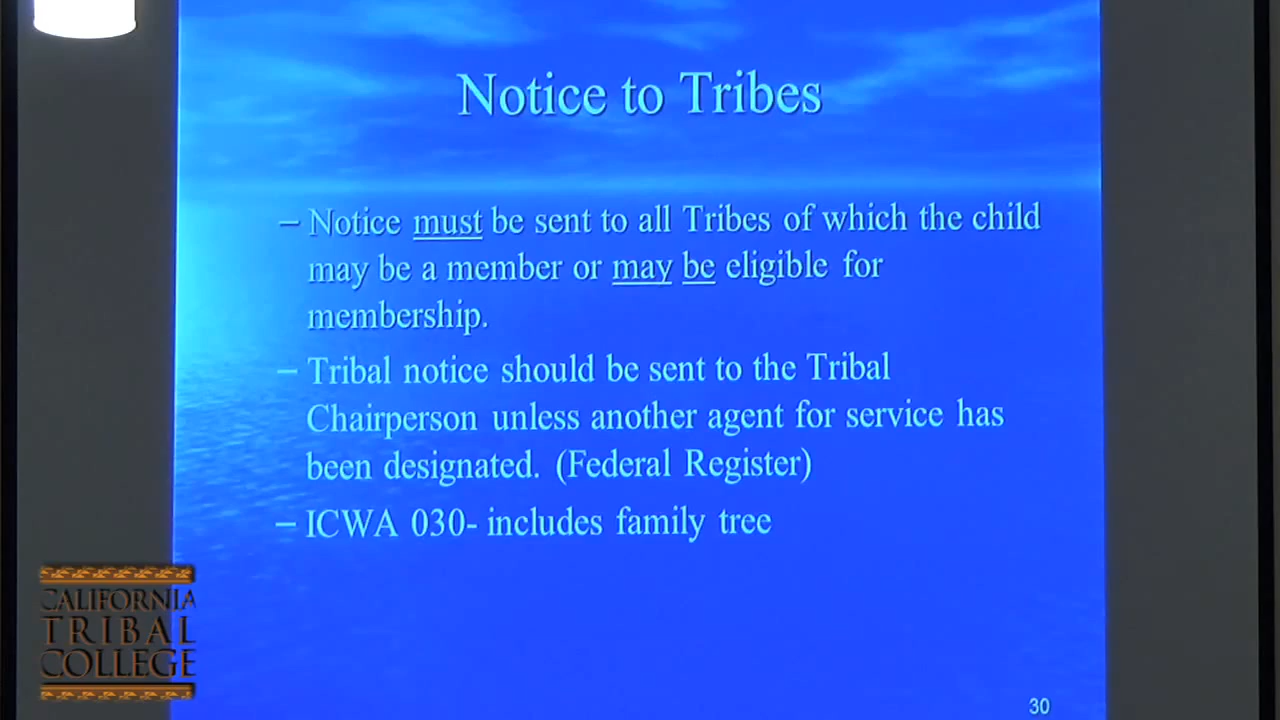 Notice to Tribes
– Notice must be sent to all Tribes of which the child
may be a member or may be eligible for
membership.
– Tribal notice should be sent to the Tribal
Chairperson unless another agent for service has
been designated. (Federal Register)
– ICWA 030- includes family tree
CALIFORNIA
TRIBAL
COLLEGE
30